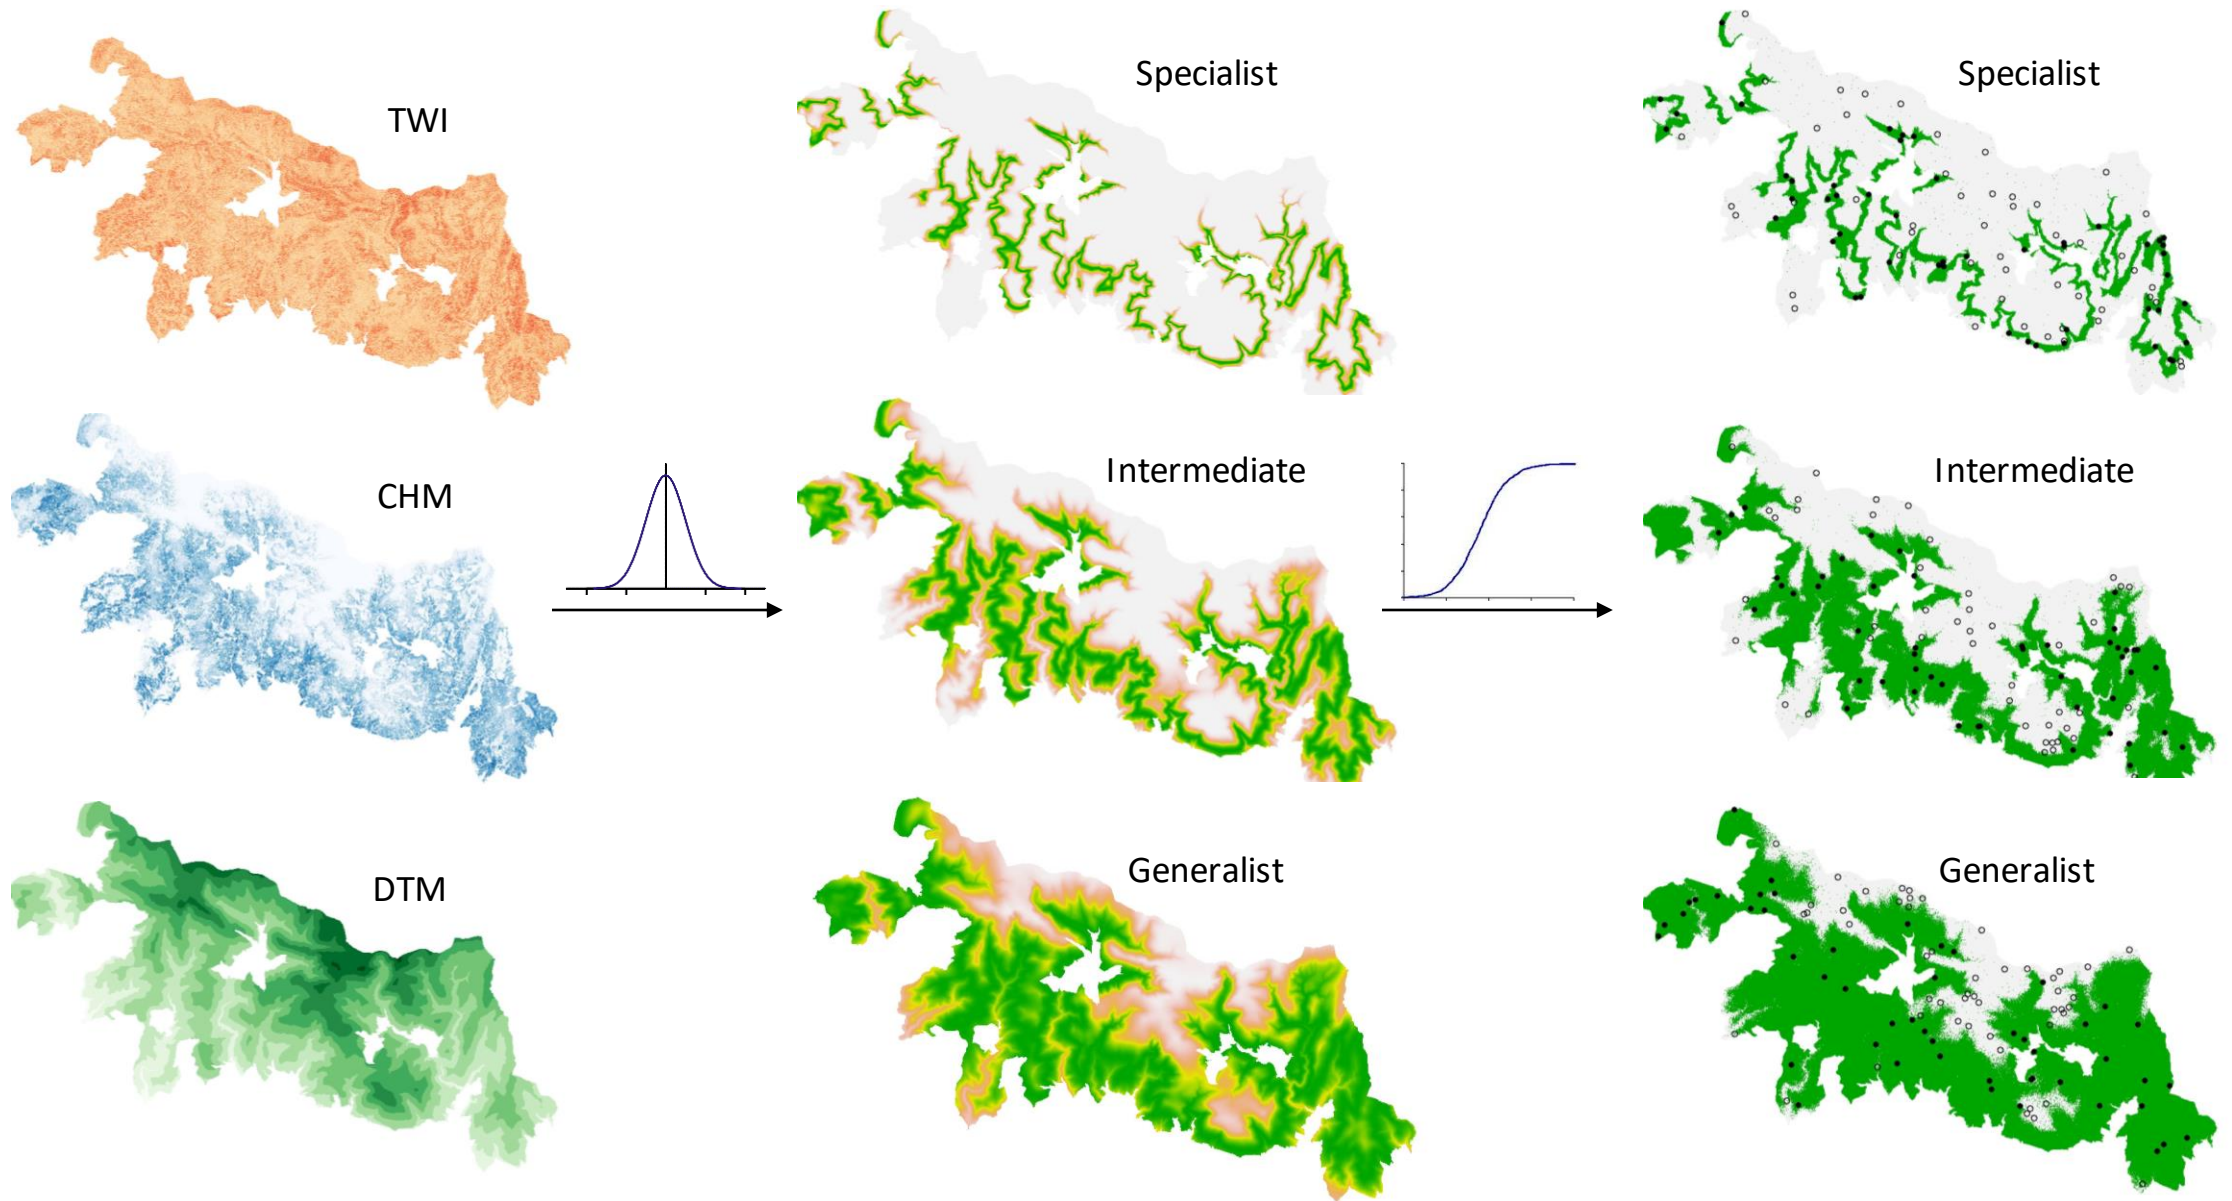 TWI
Specialist
Specialist
CHM
Intermediate
Intermediate
DTM
Generalist
Generalist